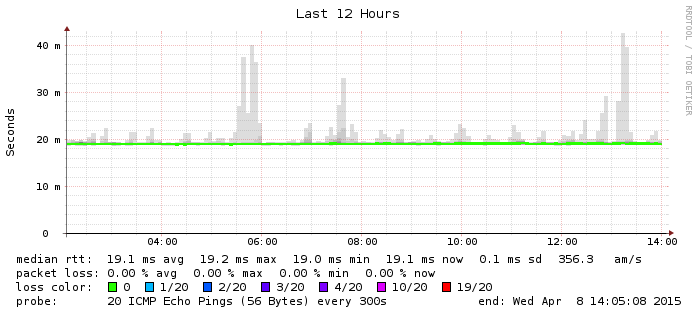 Last 12 Hours
RRDTOOL / TOBI OETIKER
Seconds
40 m
30 m
20 m
10 m
0
04:00 06:00 08:00 10:00 12:00 14:00
median rtt: 19.1 ms avg 19.2 ms max 19.0 ms min 19.1 ms now 0.1 ms sd 356.3 am/s
packet loss: 0.00 % avg 0.00 % max 0.00 % min 0.00 % now
loss color: 0 1/20 2/20 3/20 4/20 10/20 19/20
probe: 20 ICMP Echo Pings (56 Bytes) every 300s end: Wed Apr 8 14:05:08 2015